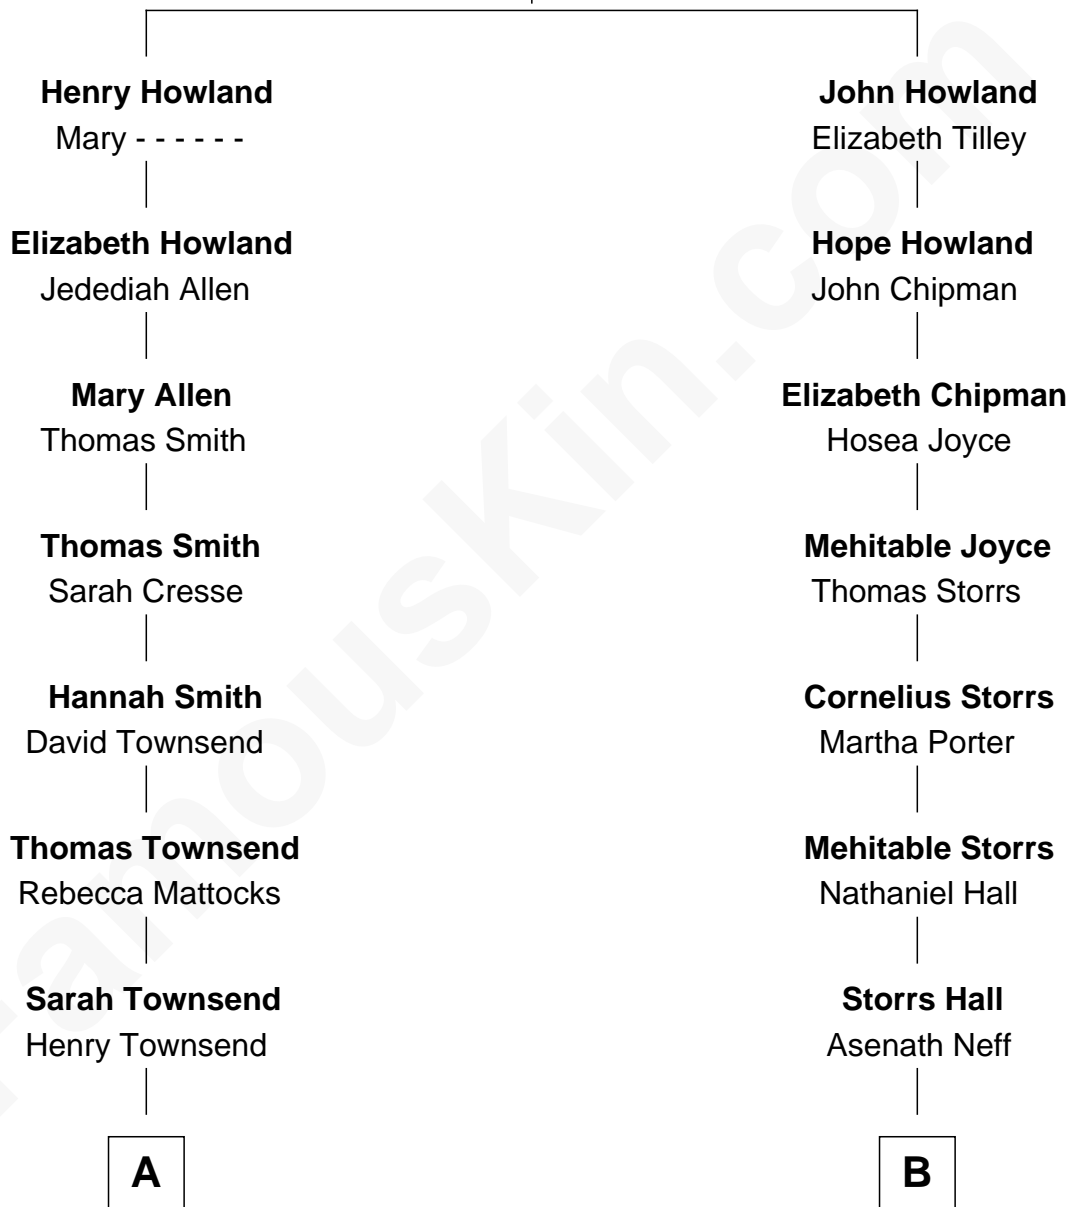 Henry Howland
Mary - - - - - -
Elizabeth Howland
Jedediah Allen
Mary Allen
Thomas Smith
Thomas Smith
Sarah Cresse
Hannah Smith
David Townsend
Thomas Townsend
Rebecca Mattocks
Sarah Townsend
Henry Townsend
A
John Howland
Elizabeth Tilley
Hope Howland
John Chipman
Elizabeth Chipman
Hosea Joyce
Mehitable Joyce
Thomas Storrs
Cornelius Storrs
Martha Porter
Mehitable Storrs
Nathaniel Hall
Storrs Hall
Asenath Neff
B
FamousKin.com